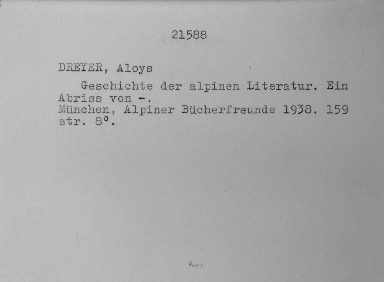 21588
DREYER, Aloys
Geschichte der alpinen Literatur. Ein
Abriss von -.
München, Alpiner Bücherfreunde 1938. 159
str. 8°.